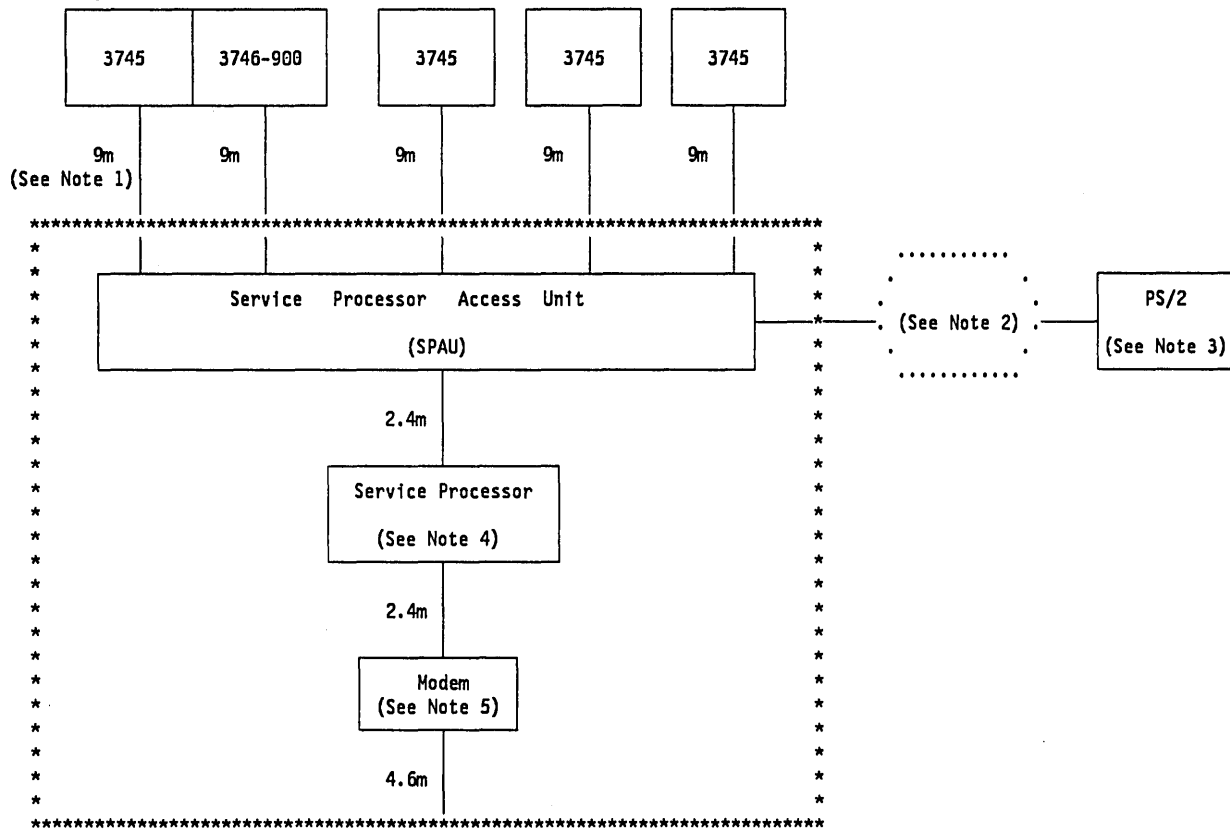 3745 3746-900 3745 3745 3745
9m 9m 9m 9m 9m
(See Note 1)
Service Processor Access Unit
(SPAU)
(See Note 2)
PS/2
(See Note 3)
2.4m
Service Processor
(See Note 4)
2.4m
Modem
(See Note 5)
4.6m